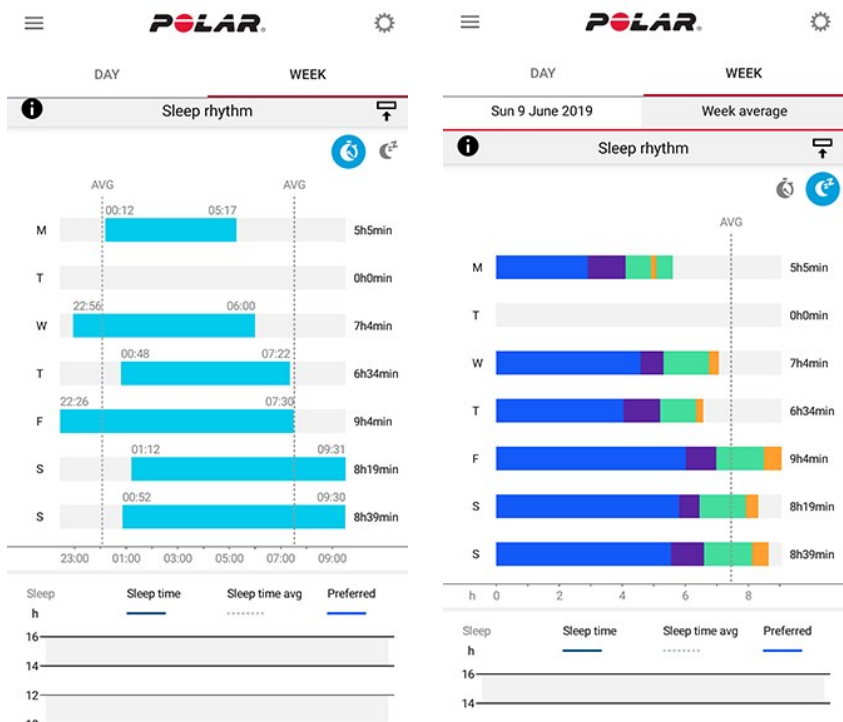 POLAR
DAY WEEK
Sleep rhythm
AVG AVG
00:12 05:17
M 5h5min
T 0h0min
22:56 06:00
W 7h4min
00:48 07:22
T 6h34min
22:26 07:30
F 9h4min
01:12 09:31
S 8h19min
00:52 09:30
S 8h39min
23:00 01:00 03:00 05:00 07:00 09:00
Sleep Sleep time Sleep time avg Preferred
h
16
14
12
POLAR
DAY WEEK
Sun 9 June 2019 Week average
Sleep rhythm
AVG
M 5h5min
T 0h0min
W 7h4min
T 6h34min
F 9h4min
S 8h19min
S 8h39min
h 0 2 4 6 8
Sleep Sleep time Sleep time avg Preferred
h
16
14